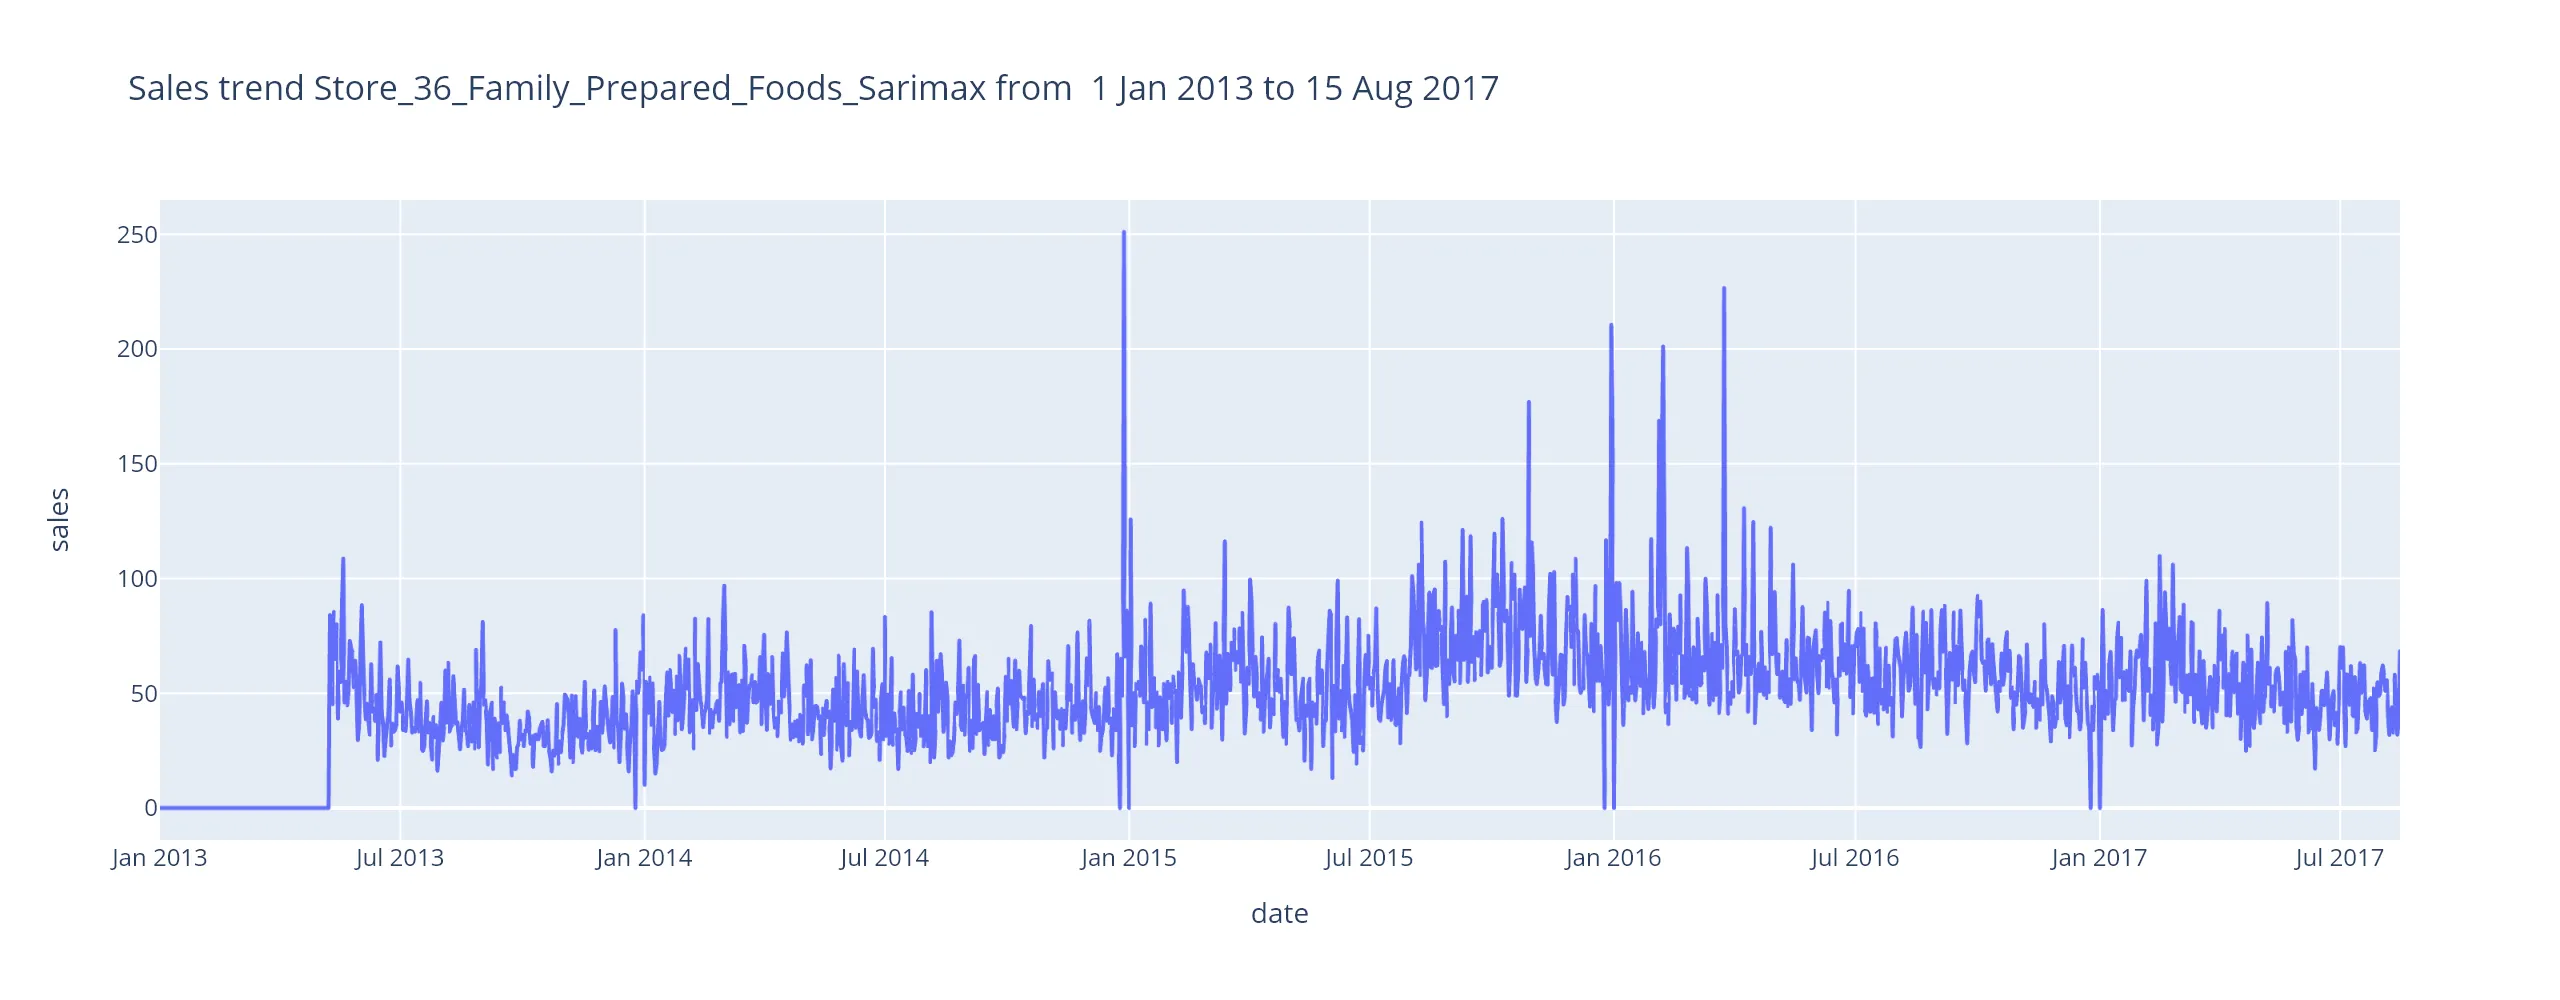 Sales trend Store_36_Family_Prepared_Foods_Sarimax from  1 Jan 2013 to 15 Aug 2017
250
200
150
100
50
0
sales
Jan 2013 Jul 2013 Jan 2014 Jul 2014 Jan 2015 Jul 2015 Jan 2016 Jul 2016 Jan 2017 Jul 2017
date